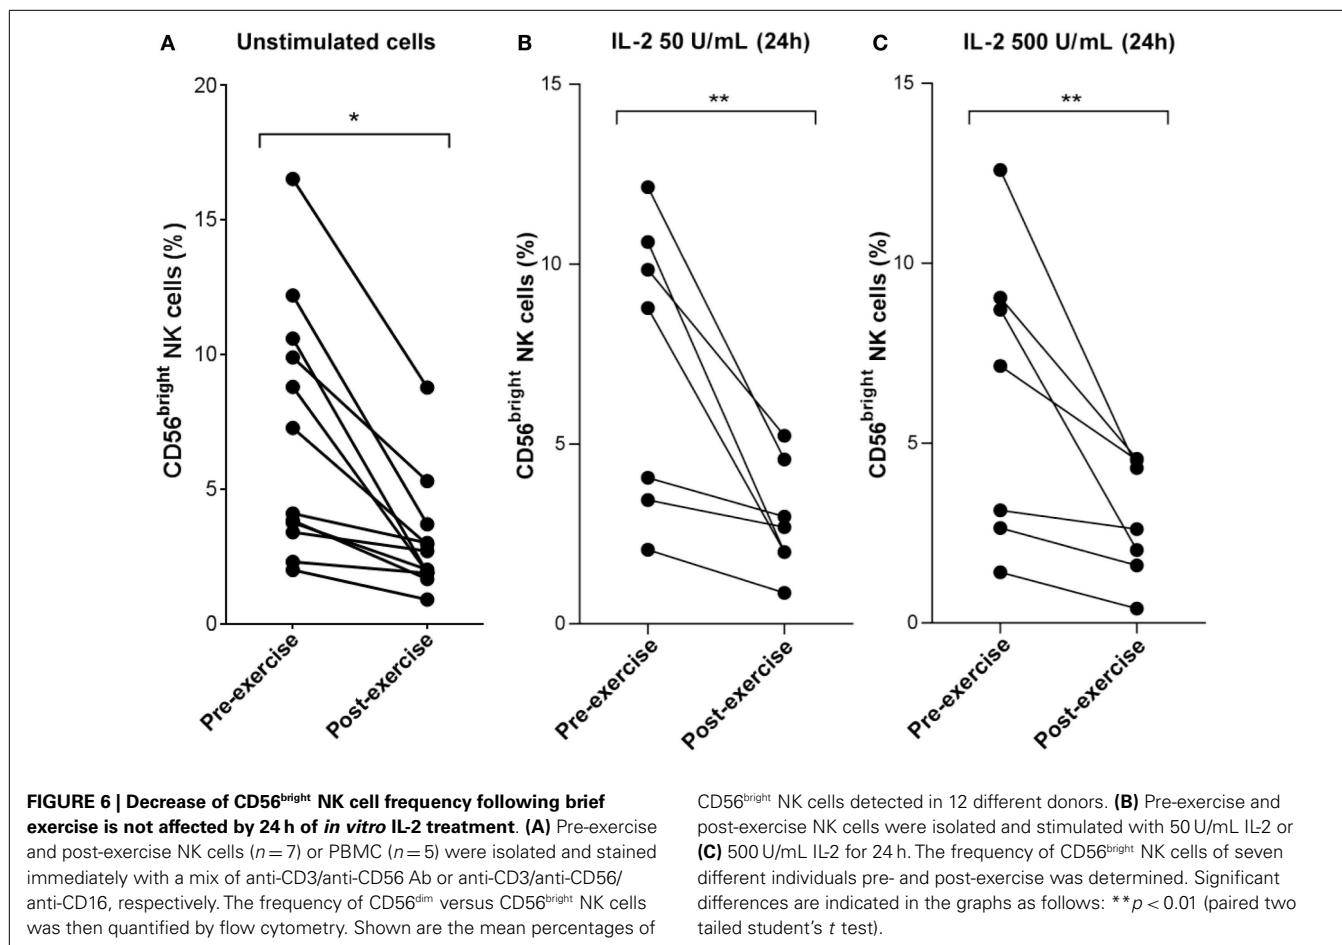 A Unstimulated cells
20
15
10
5
0
CD56bright NK cells (%)
*
Pre-exercise
Post-exercise
B IL-2 50 U/mL (24h)
15
10
5
0
CD56bright NK cells (%)
**
Pre-exercise
Post-exercise
C IL-2 500 U/mL (24h)
15
10
5
0
CD56bright NK cells (%)
**
Pre-exercise
Post-exercise
FIGURE 6 | Decrease of CD56bright NK cell frequency following brief
exercise is not affected by 24 h of in vitro IL-2 treatment. (A) Pre-exercise
and post-exercise NK cells (n = 7) or PBMC (n = 5) were isolated and stained
immediately with a mix of anti-CD3/anti-CD56 Ab or anti-CD3/anti-CD56/
anti-CD16, respectively. The frequency of CD56dim versus CD56bright NK cells
was then quantified by flow cytometry. Shown are the mean percentages of
CD56bright NK cells detected in 12 different donors. (B) Pre-exercise and
post-exercise NK cells were isolated and stimulated with 50 U/mL IL-2 or
(C) 500 U/mL IL-2 for 24 h. The frequency of CD56bright NK cells of seven
different individuals pre- and post-exercise was determined. Significant
differences are indicated in the graphs as follows: **p < 0.01 (paired two
tailed student's t test).